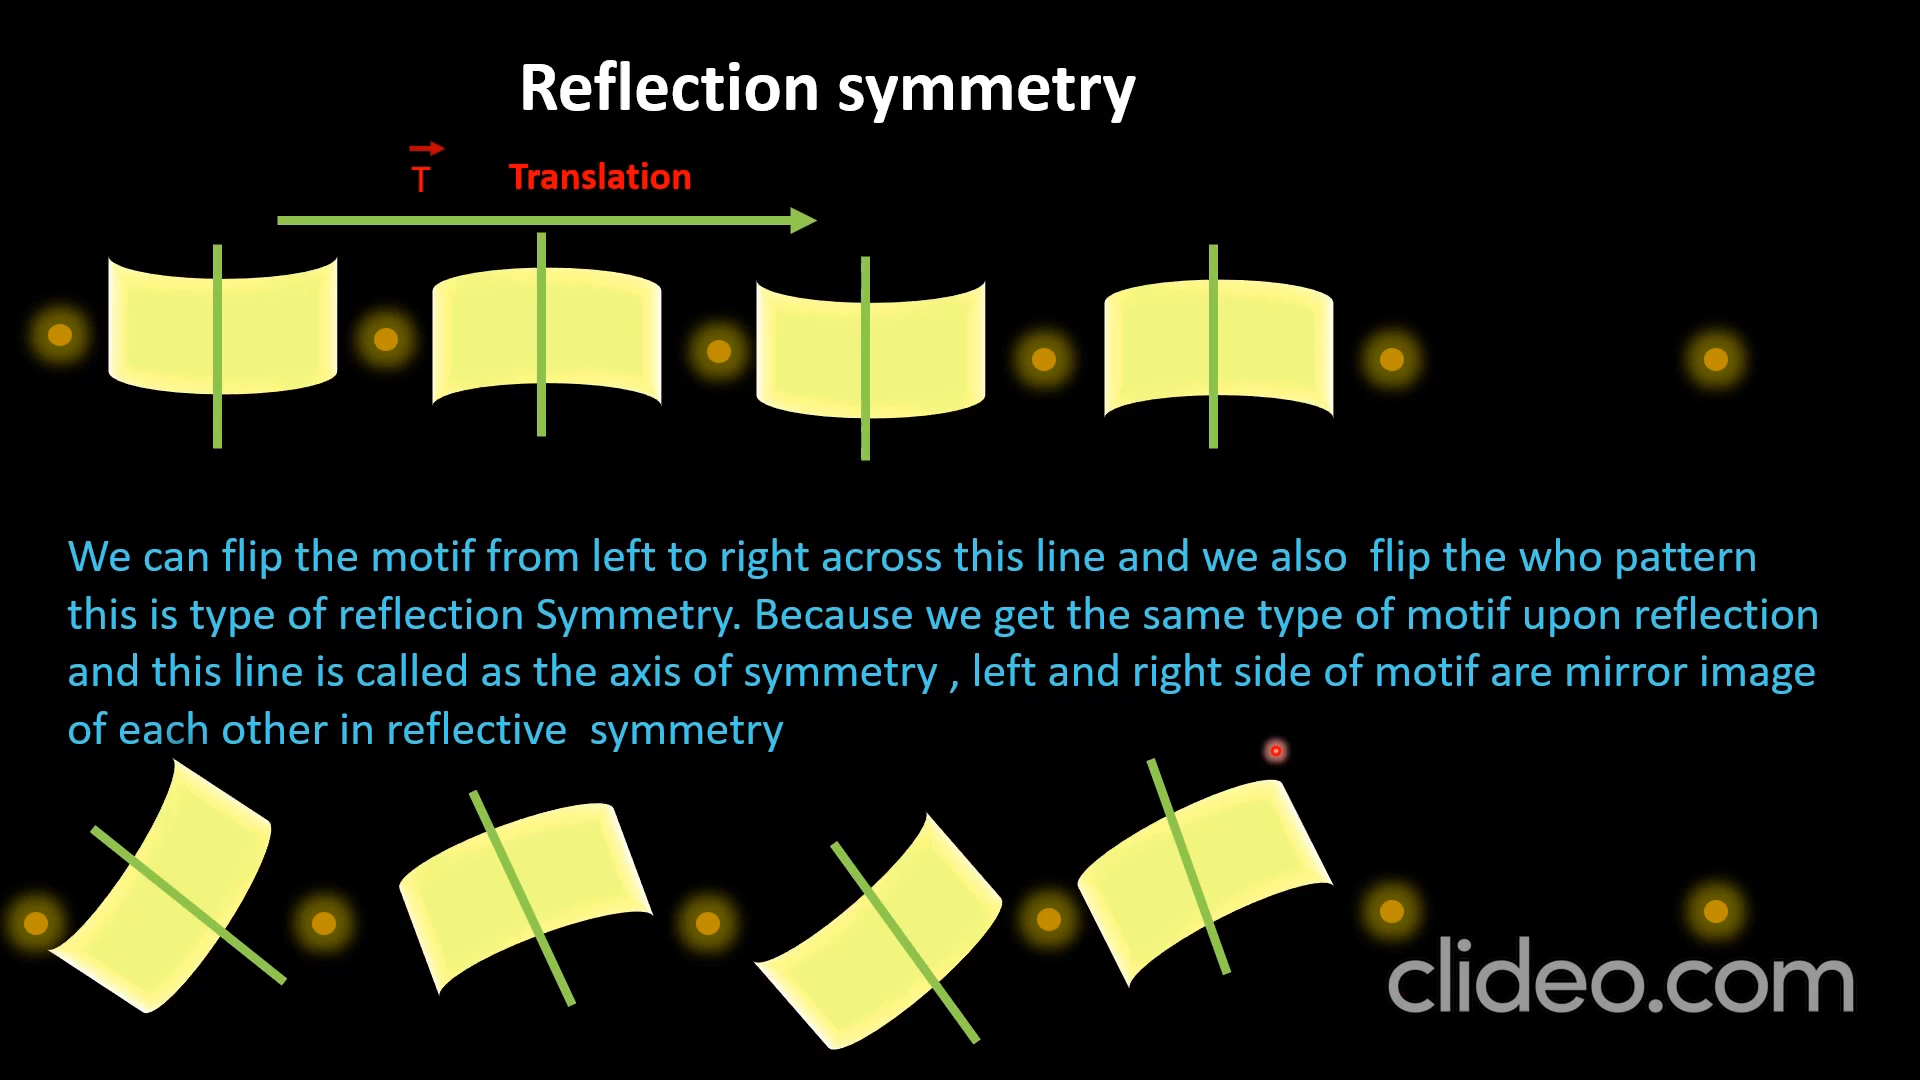 Reflection symmetry
T Translation
We can flip the motif from left to right across this line and we also flip the who pattern
this is type of reflection Symmetry. Because we get the same type of motif upon reflection
and this line is called as the axis of symmetry , left and right side of motif are mirror image
of each other in reflective symmetry
clideo.com